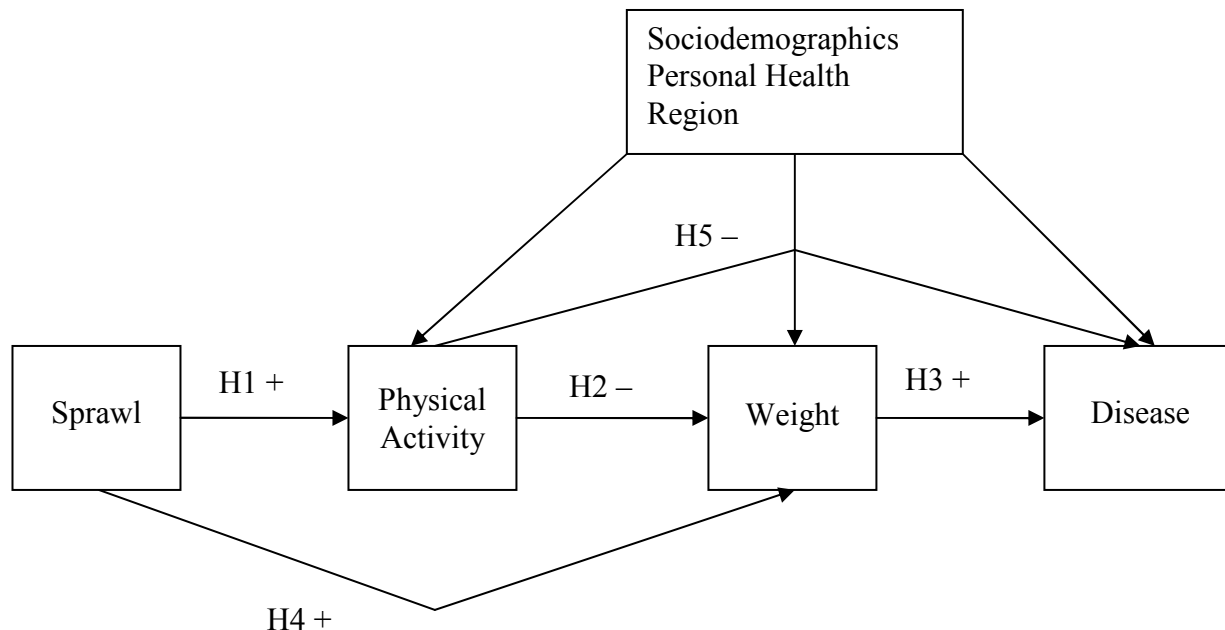 Sociodemographics
Personal Health
Region
H5 –
H1 +
H2 –
H3 +
Sprawl
Physical
Activity
Weight
Disease
H4 +